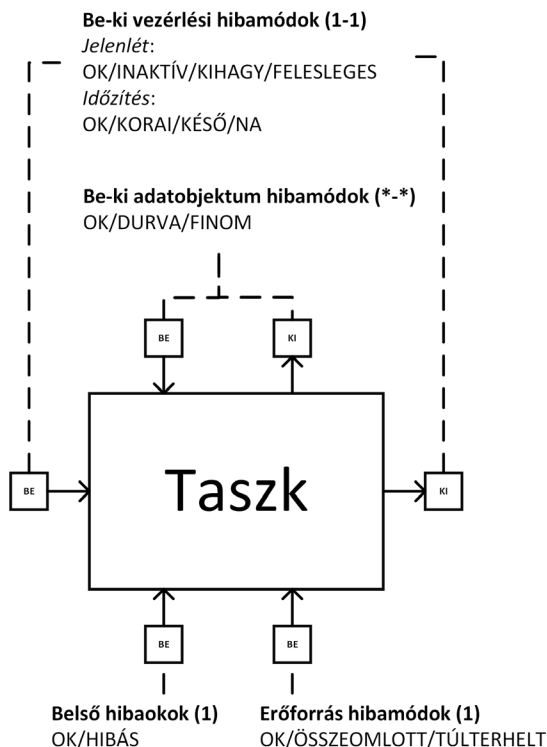 Be-ki vezérlési hibamódok (1-1)
Jelenlét:
OK/INAKTÍV/KIHAGY/FELESLEGES
Időzítés:
OK/KORAI/KÉSŐ/NA
Be-ki adatobjektum hibamódok (*-*)
OK/DURVA/FINOM
BE
KI
Taszk
BE
KI
BE
BE
Belső hibaokok (1)
OK/HIBÁS
Erőforrás hibamódok (1)
OK/ÖSSZEOMLOTT/TÚLTERHELT